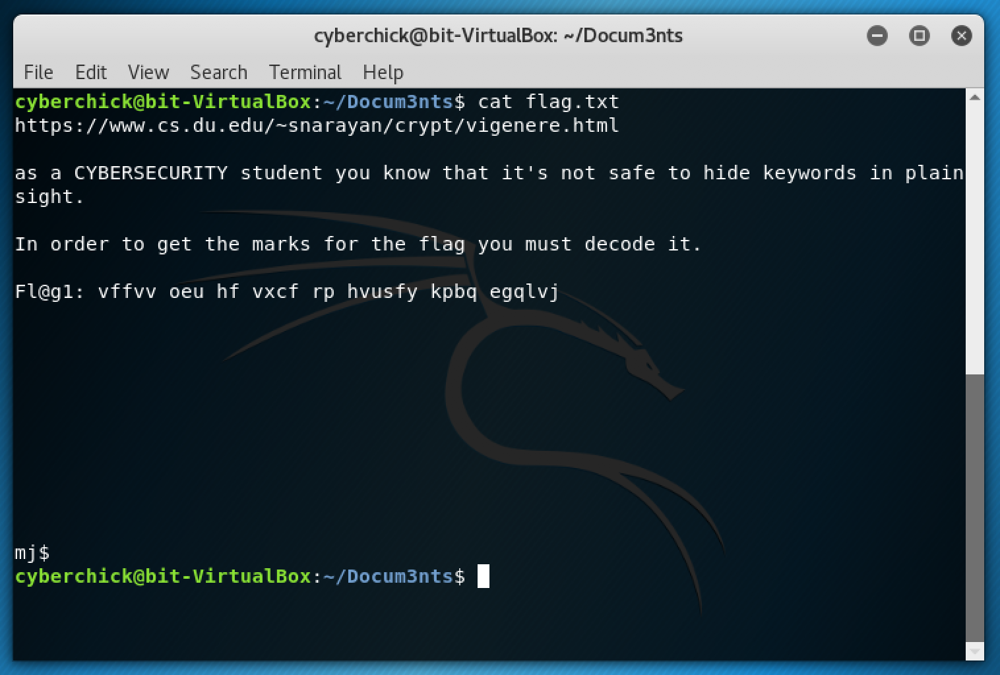 cyberchick@bit-VirtualBox: ~/Docum3nts
File Edit View Search Terminal Help
cyberchick@bit-VirtualBox:~/Docum3nts$ cat flag.txt
https://www.cs.du.edu/~snarayan/crypt/vigenere.html
as a CYBERSECURITY student you know that it's not safe to hide keywords in plain
sight.
In order to get the marks for the flag you must decode it.
Fl@g1: vffvv oeu hf vxcf rp hvusfy kpbq egqlvj
mj$
cyberchick@bit-VirtualBox:~/Docum3nts$